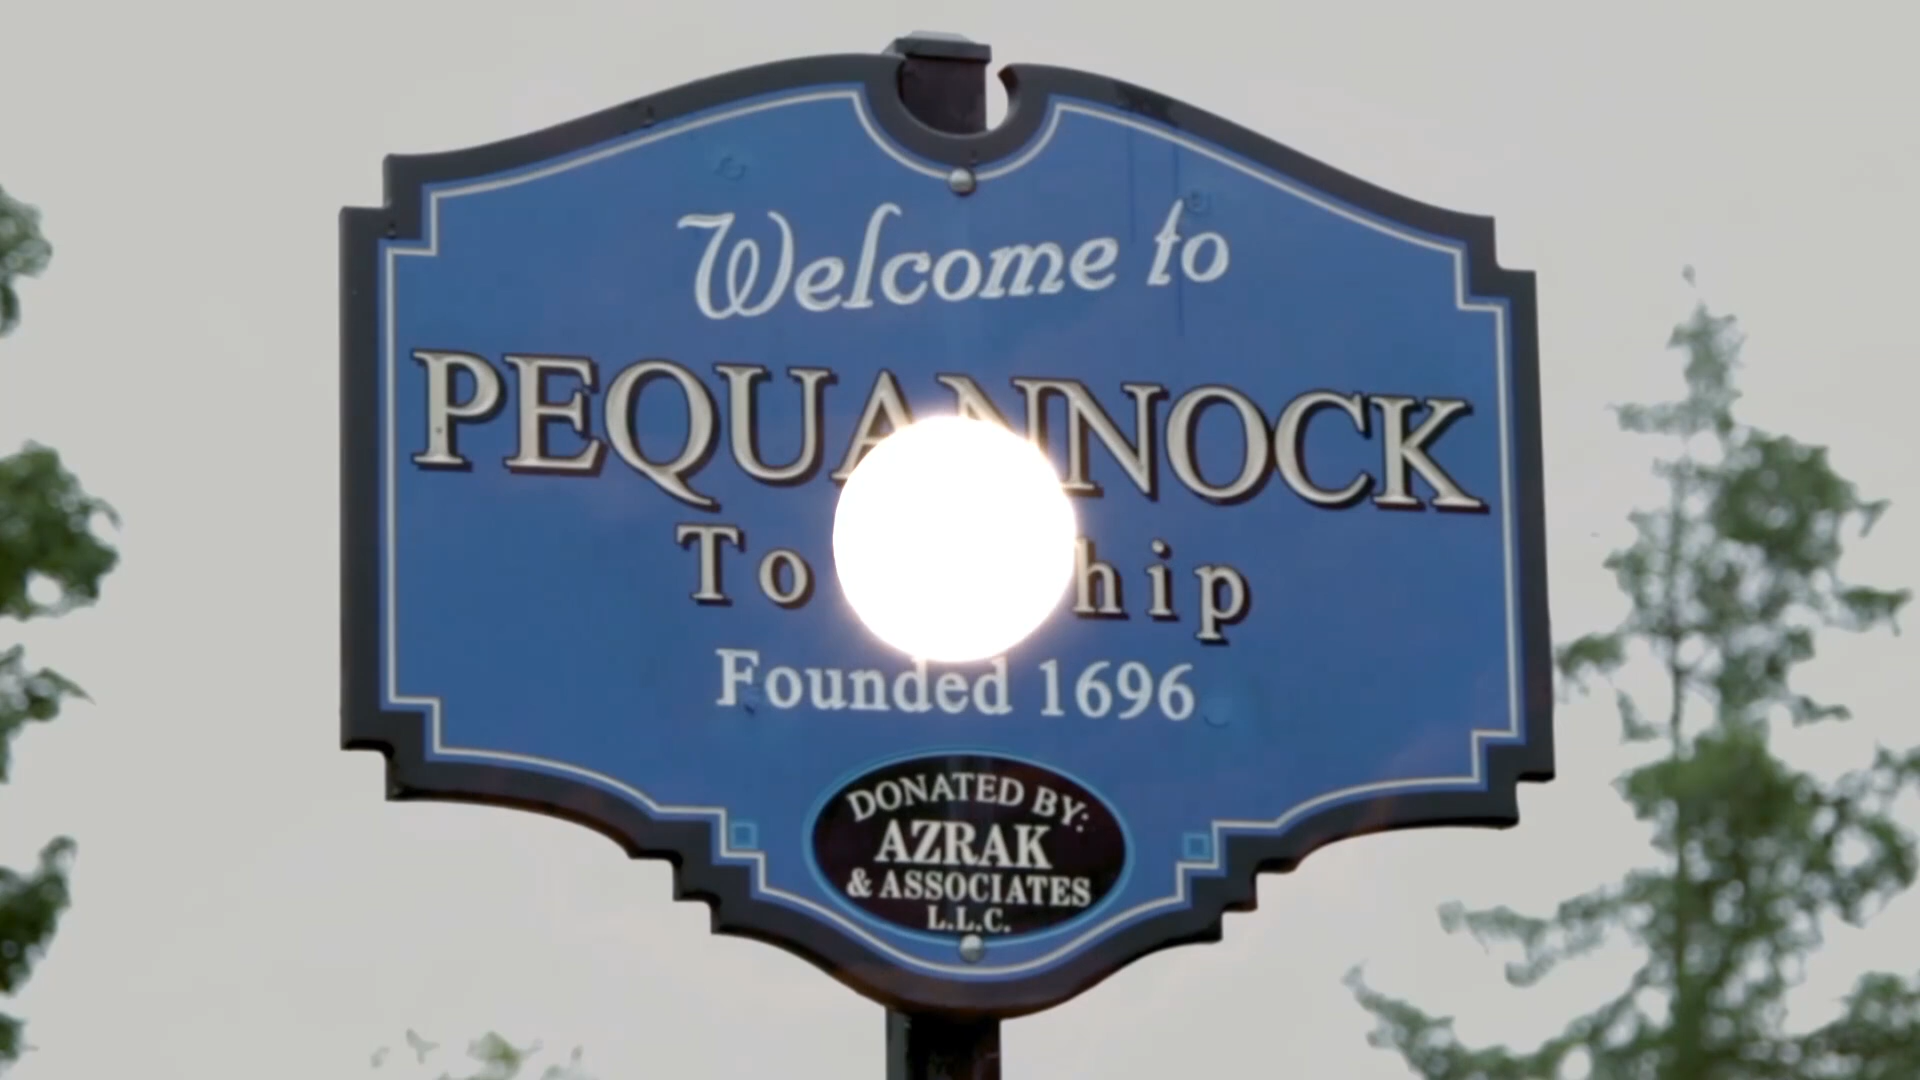 Welcome to
PEQUANNOCK
Founded 1696
DONATED BY:
AZRAK
& ASSOCIATES
L.L.C.